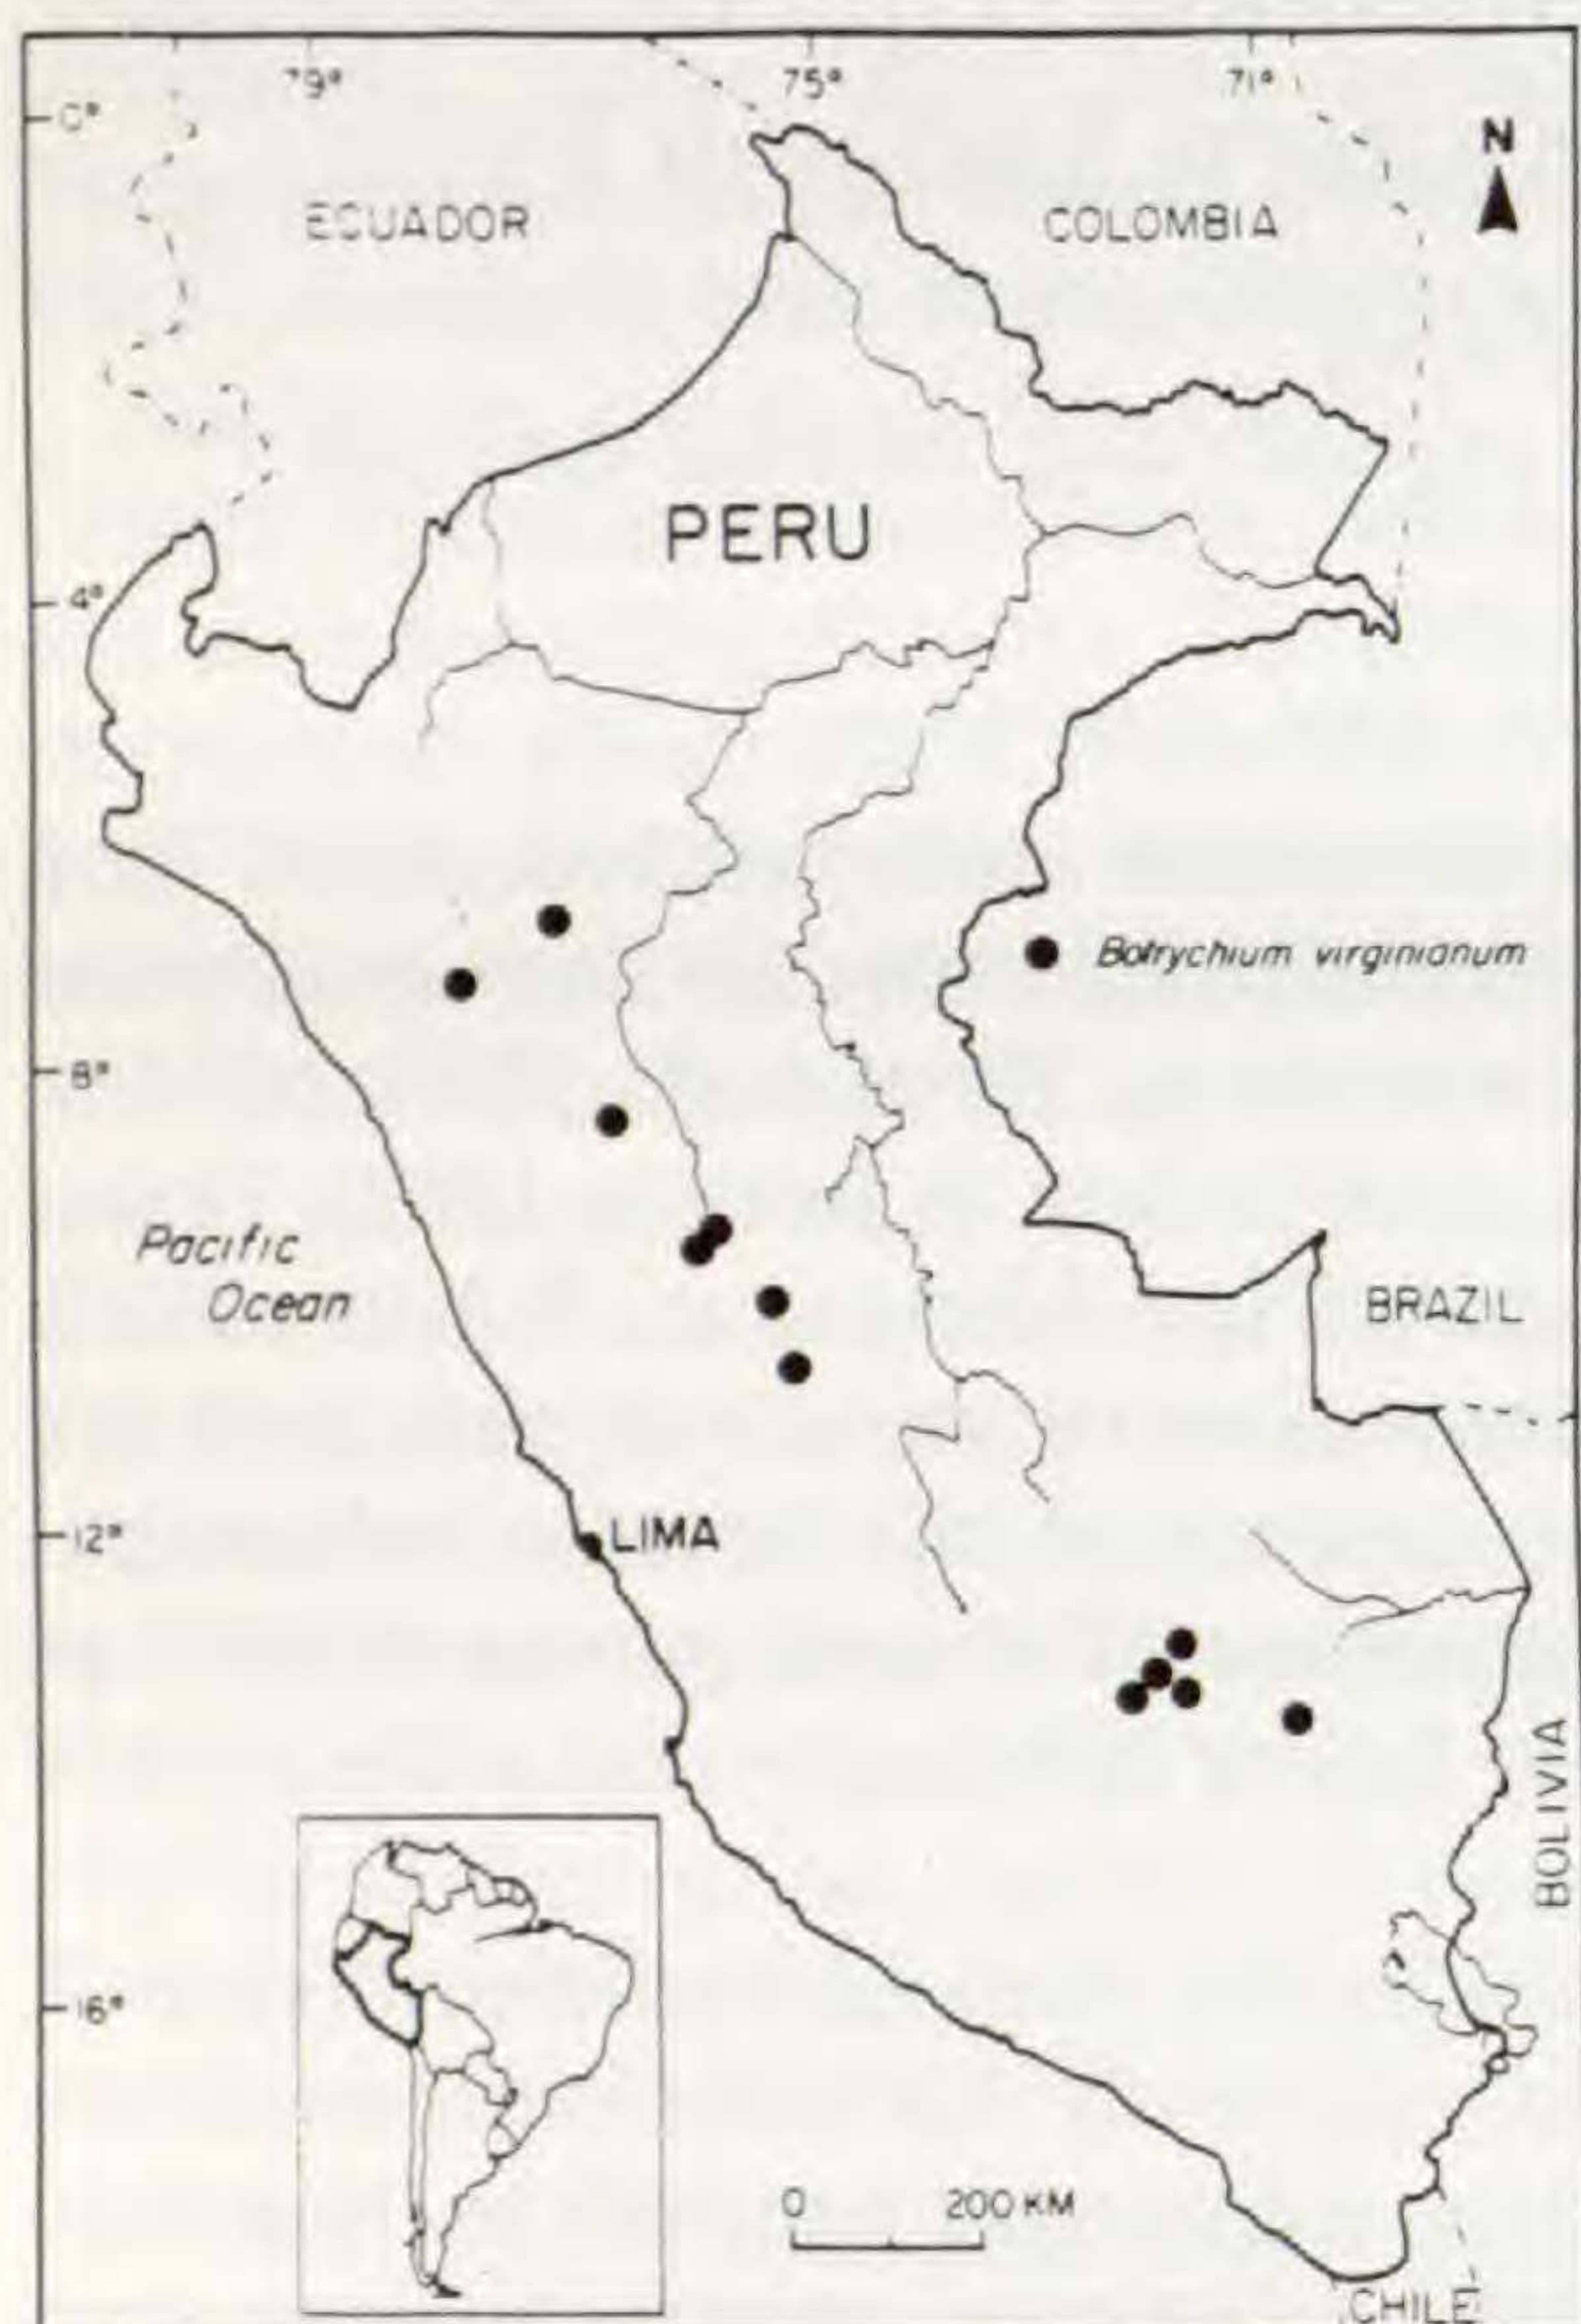 79° 75° 71°
0°
N
ECUADOR COLOMBIA
PERU
4°
Botrychium virginianum
8°
Pacific
Ocean
BRAZIL
12°
LIMA
BOLIVIA
16°
0 200 KM
CHILE